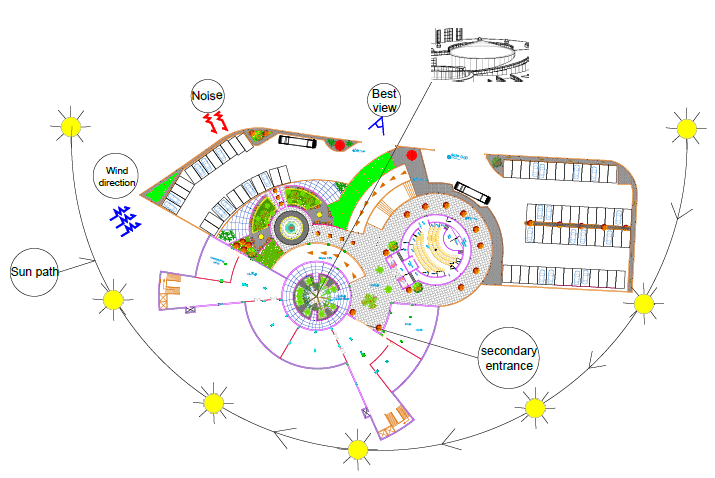 Noise
Best
view
Wind
direction
Sun path
secondary
entrance